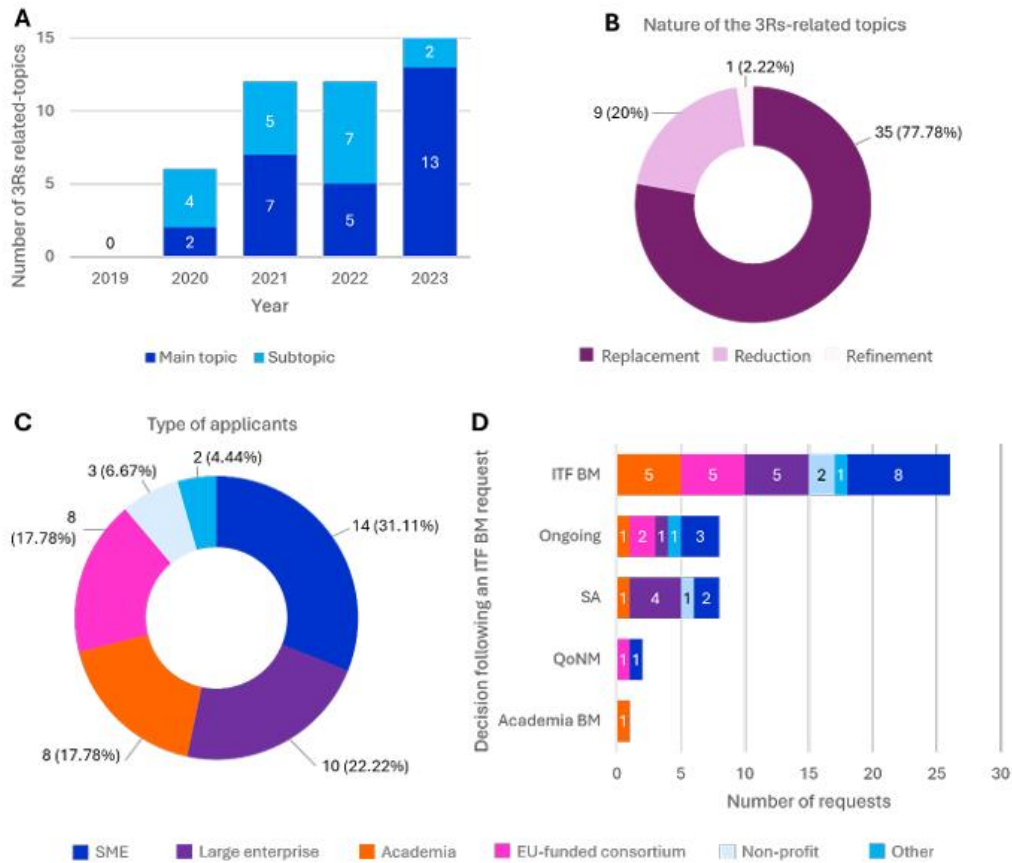 A
Number of 3Rs related-topics
15
10
5
0
0
4
2
5
7
7
5
2
13
2019 2020 2021 2022 2023
Year
Main topic Subtopic
B Nature of the 3Rs-related topics
1 (2.22%)
9 (20%)
35 (77.78%)
Replacement Reduction Refinement
C
Type of applicants
2 (4.44%)
3 (6.67%)
8
(17.78%)
14 (31.11%)
8 (17.78%)
10 (22.22%)
D
Decision following an ITF BM request
ITF BM 5 5 5 2 1 8
Ongoing 1 2 1 1 3
SA 1 4 1 2
QoNM 1 1
Academia BM 1
0 5 10 15 20 25 30
Number of requests
SME Large enterprise Academia EU-funded consortium Non-profit Other